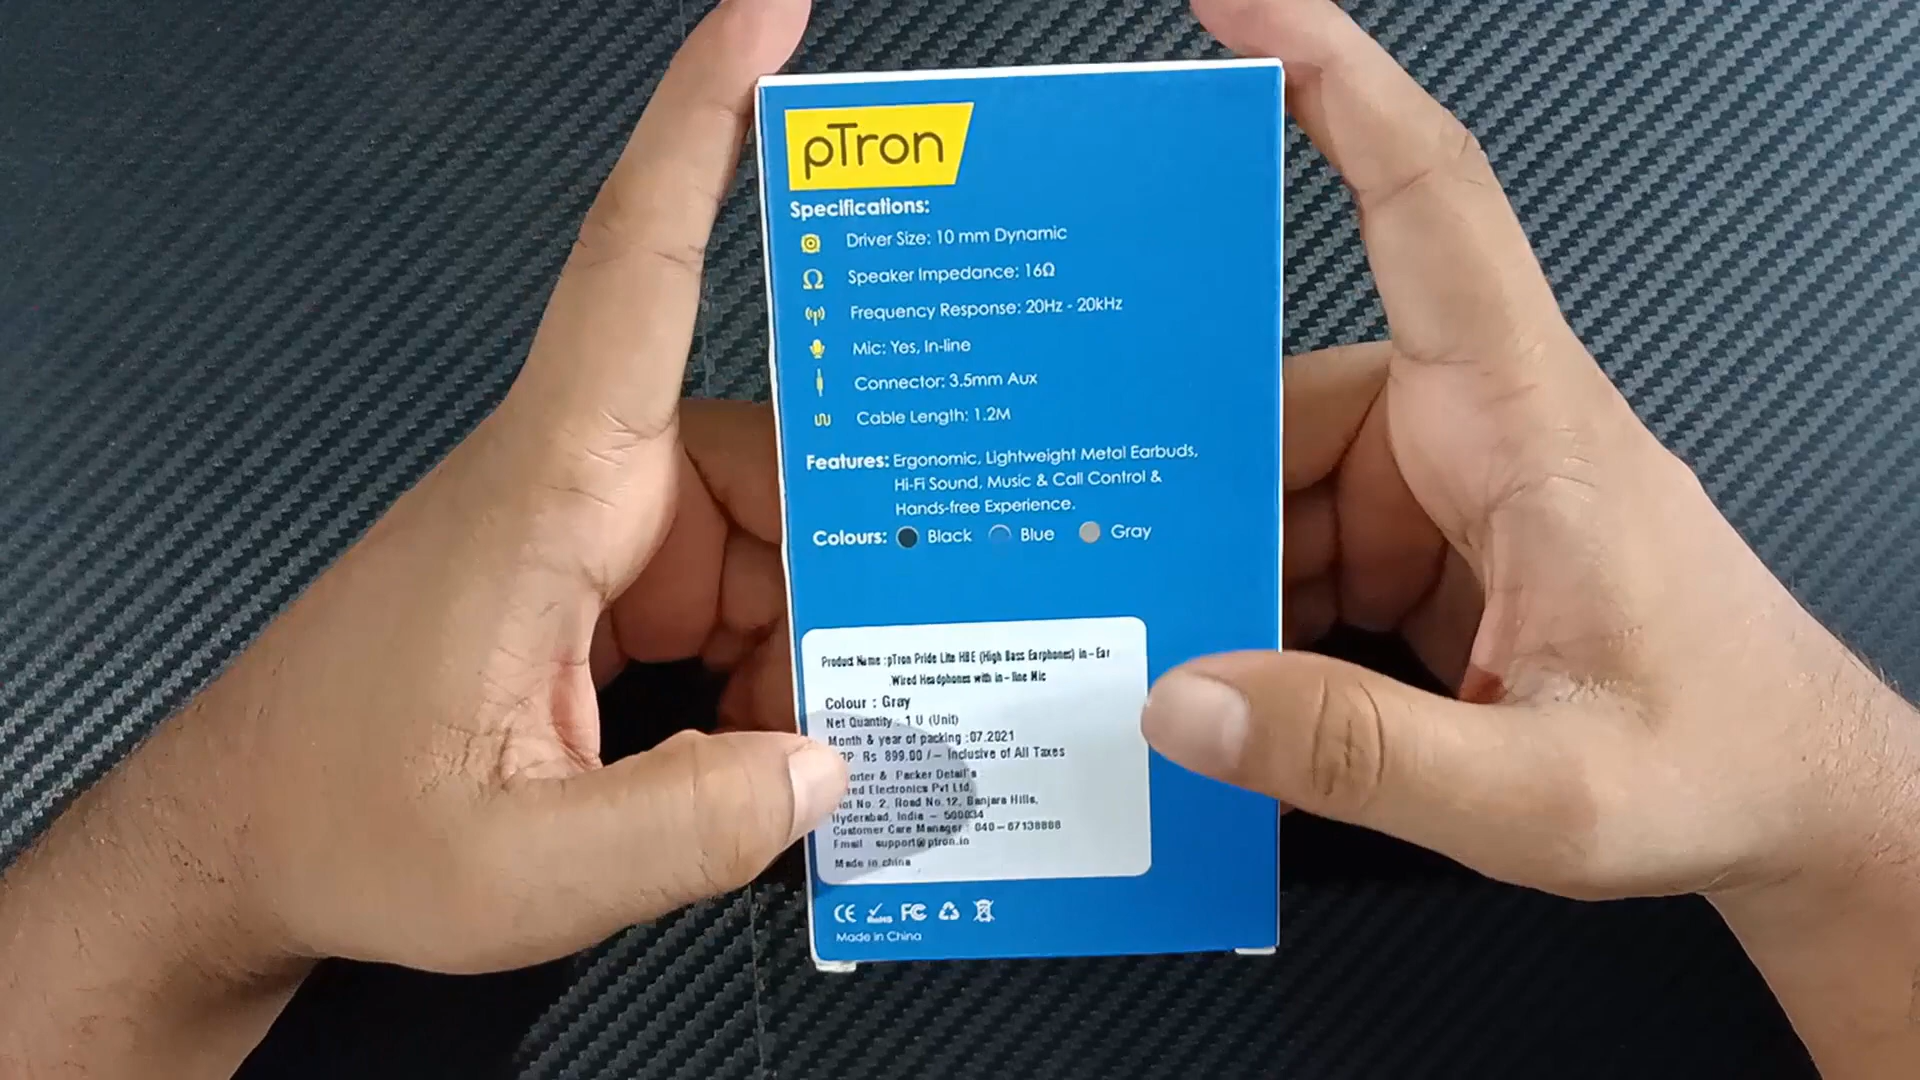 pTron
Specifications:
Driver Size: 10 mm Dynamic
Speaker Impedance: 16Ω
Frequency Response: 20Hz - 20kHz
Mic: Yes, In-line
Connector: 3.5mm Aux
Cable Length: 1.2M
Features: Ergonomic, Lightweight Metal Earbuds,
Hi-Fi Sound, Music & Call Control &
Hands-free Experience.
Colours: Black Blue Gray
Product Name :pTron Pride Lite HBE (High Bass Earphones) in-Ear
Wired Headphones with in-line Mic
Colour : Gray
Net Quantity : 1 U (Unit)
Month & year of packing :07.2021
Rs 899.00 /- Inclusive of All Taxes
& Packer Detail's
Electronics Pvt Ltd,
No. 2, Road No. 12, Banjara Hills,
Hyderabad, India - 500034
Customer Care Manager : 040-67138888
Email support@ptron.in
Made in china
CE RoHS FC
Made in China